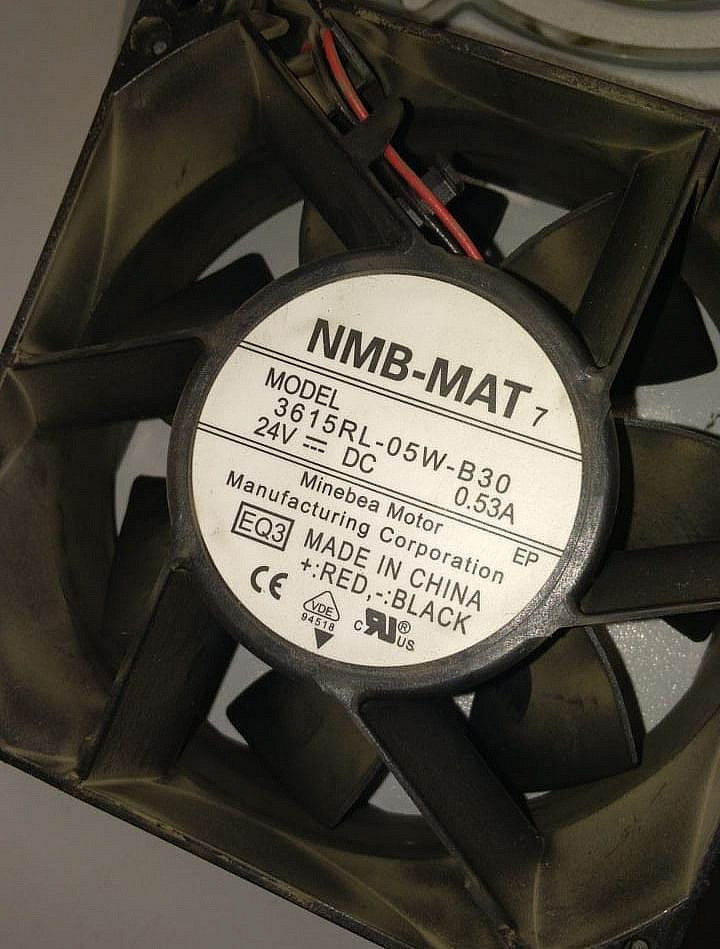 NMB-MAT 7
MODEL
3615RL-05W-B30
24V ⎓ DC 0.53A
Minebea Motor
Manufacturing Corporation EP
EQ3 MADE IN CHINA
+:RED,-:BLACK
CE VDE 94518 c RU® US